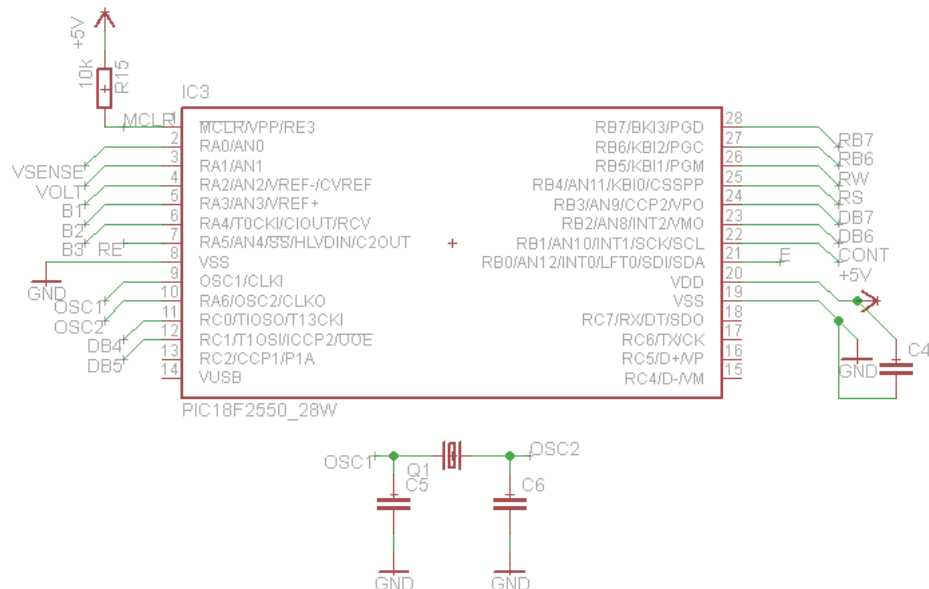 +5V
10k
R15
IC3
MCLR
1 MCLR/VPP/RE3
2 RA0/AN0
3 RA1/AN1
4 RA2/AN2/VREF-/CVREF
5 RA3/AN3/VREF+
6 RA4/T0CKI/CIOUT/RCV
7 RA5/AN4/SS/HLVDIN/C2OUT
8 VSS
9 OSC1/CLKI
10 RA6/OSC2/CLKO
11 RC0/TIOSO/T13CKI
12 RC1/T1OSI/ICCP2/UOE
13 RC2/CCP1/P1A
14 VUSB
VSENSE
VOLT
B1
B2
B3
RE
GND
OSC1
OSC2
DB4
DB5
RB7/BKI3/PGD 28
RB6/KBI2/PGC 27
RB5/KBI1/PGM 26
RB4/AN11/KBI0/CSSPP 25
RB3/AN9/CCP2/VPO 24
RB2/AN8/INT2/VMO 23
RB1/AN10/INT1/SCK/SCL 22
RB0/AN12/INT0/LFT0/SDI/SDA 21
VDD 20
VSS 19
RC7/RX/DT/SDO 18
RC6/TX/CK 17
RC5/D+/VP 16
RC4/D-/VM 15
RB7
RB6
RW
RS
DB7
DB6
CONT
E
+5V
GND
C4
PIC18F2550_28W
OSC1
Q1
OSC2
C5
C6
GND
GND